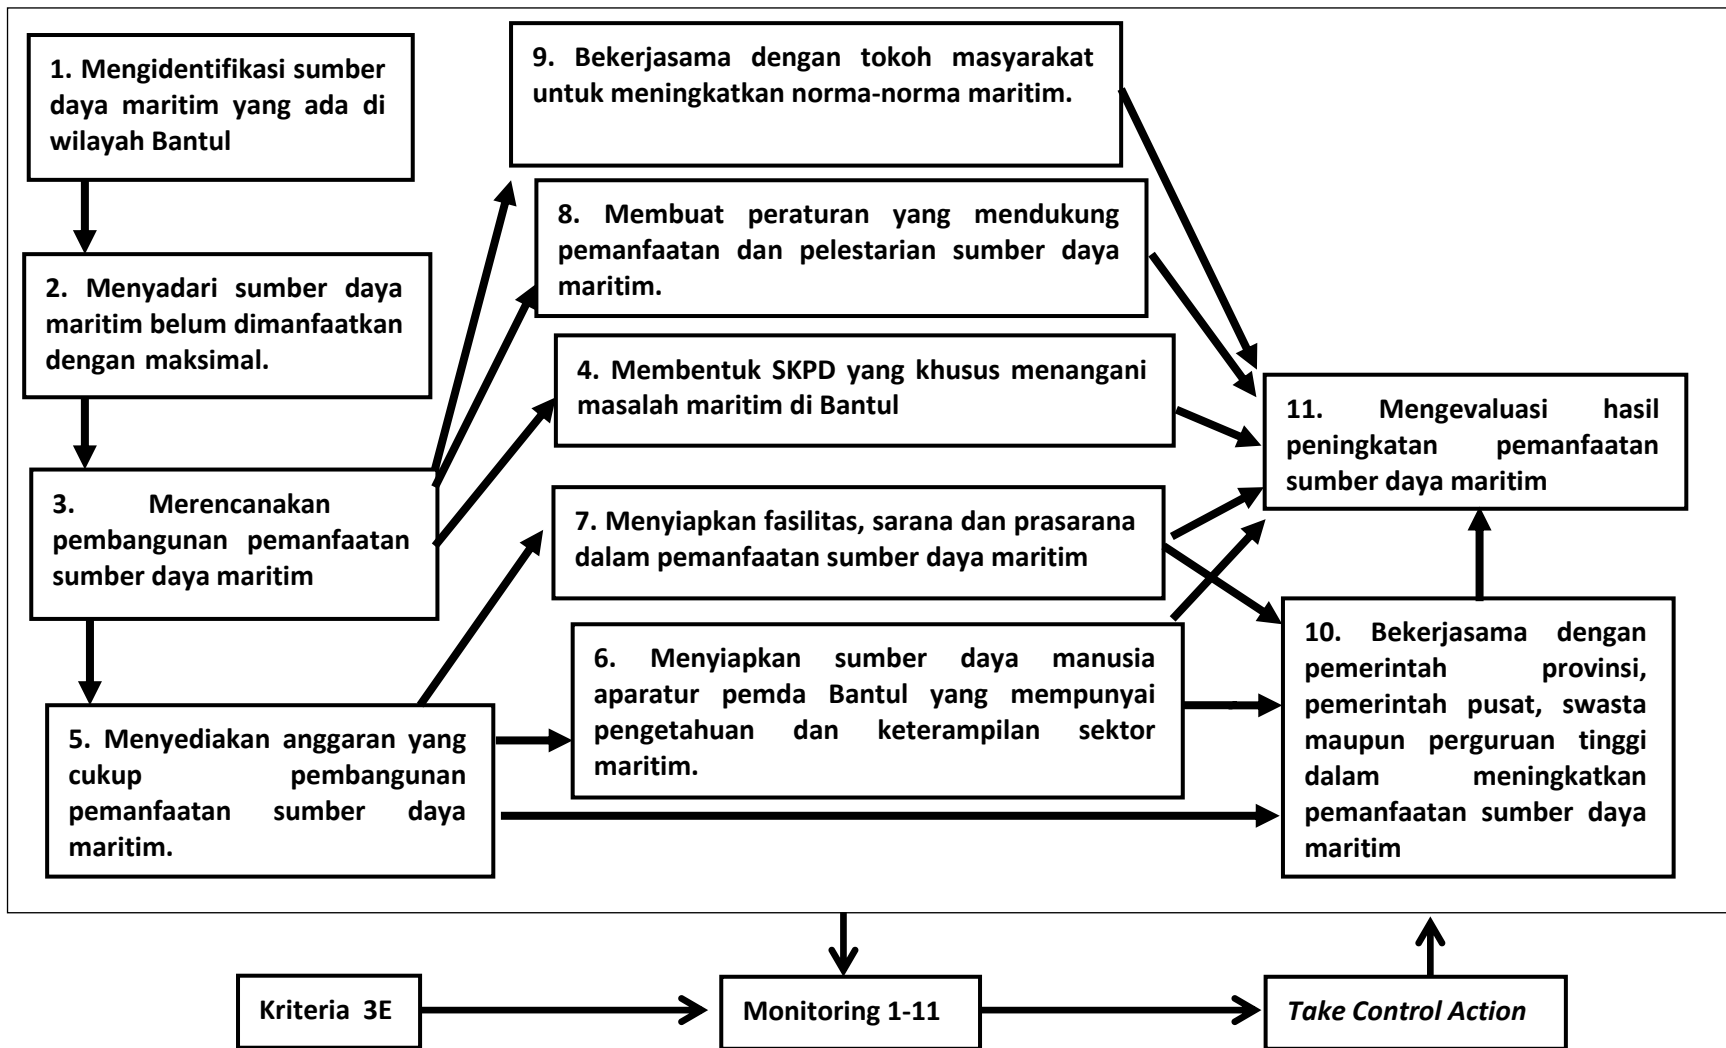 1. Mengidentifikasi sumber
daya maritim yang ada di
wilayah Bantul
2. Menyadari sumber daya
maritim belum dimanfaatkan
dengan maksimal.
3. Merencanakan
pembangunan pemanfaatan
sumber daya maritim
5. Menyediakan anggaran yang
cukup pembangunan
pemanfaatan sumber daya
maritim.
9. Bekerjasama dengan tokoh masyarakat
untuk meningkatkan norma-norma maritim.
8. Membuat peraturan yang mendukung
pemanfaatan dan pelestarian sumber daya
maritim.
4. Membentuk SKPD yang khusus menangani
masalah maritim di Bantul
7. Menyiapkan fasilitas, sarana dan prasarana
dalam pemanfaatan sumber daya maritim
6. Menyiapkan sumber daya manusia
aparatur pemda Bantul yang mempunyai
pengetahuan dan keterampilan sektor
maritim.
11. Mengevaluasi hasil
peningkatan pemanfaatan
sumber daya maritim
10. Bekerjasama dengan
pemerintah provinsi,
pemerintah pusat, swasta
maupun perguruan tinggi
dalam meningkatkan
pemanfaatan sumber daya
maritim
Kriteria 3E
Monitoring 1-11
Take Control Action